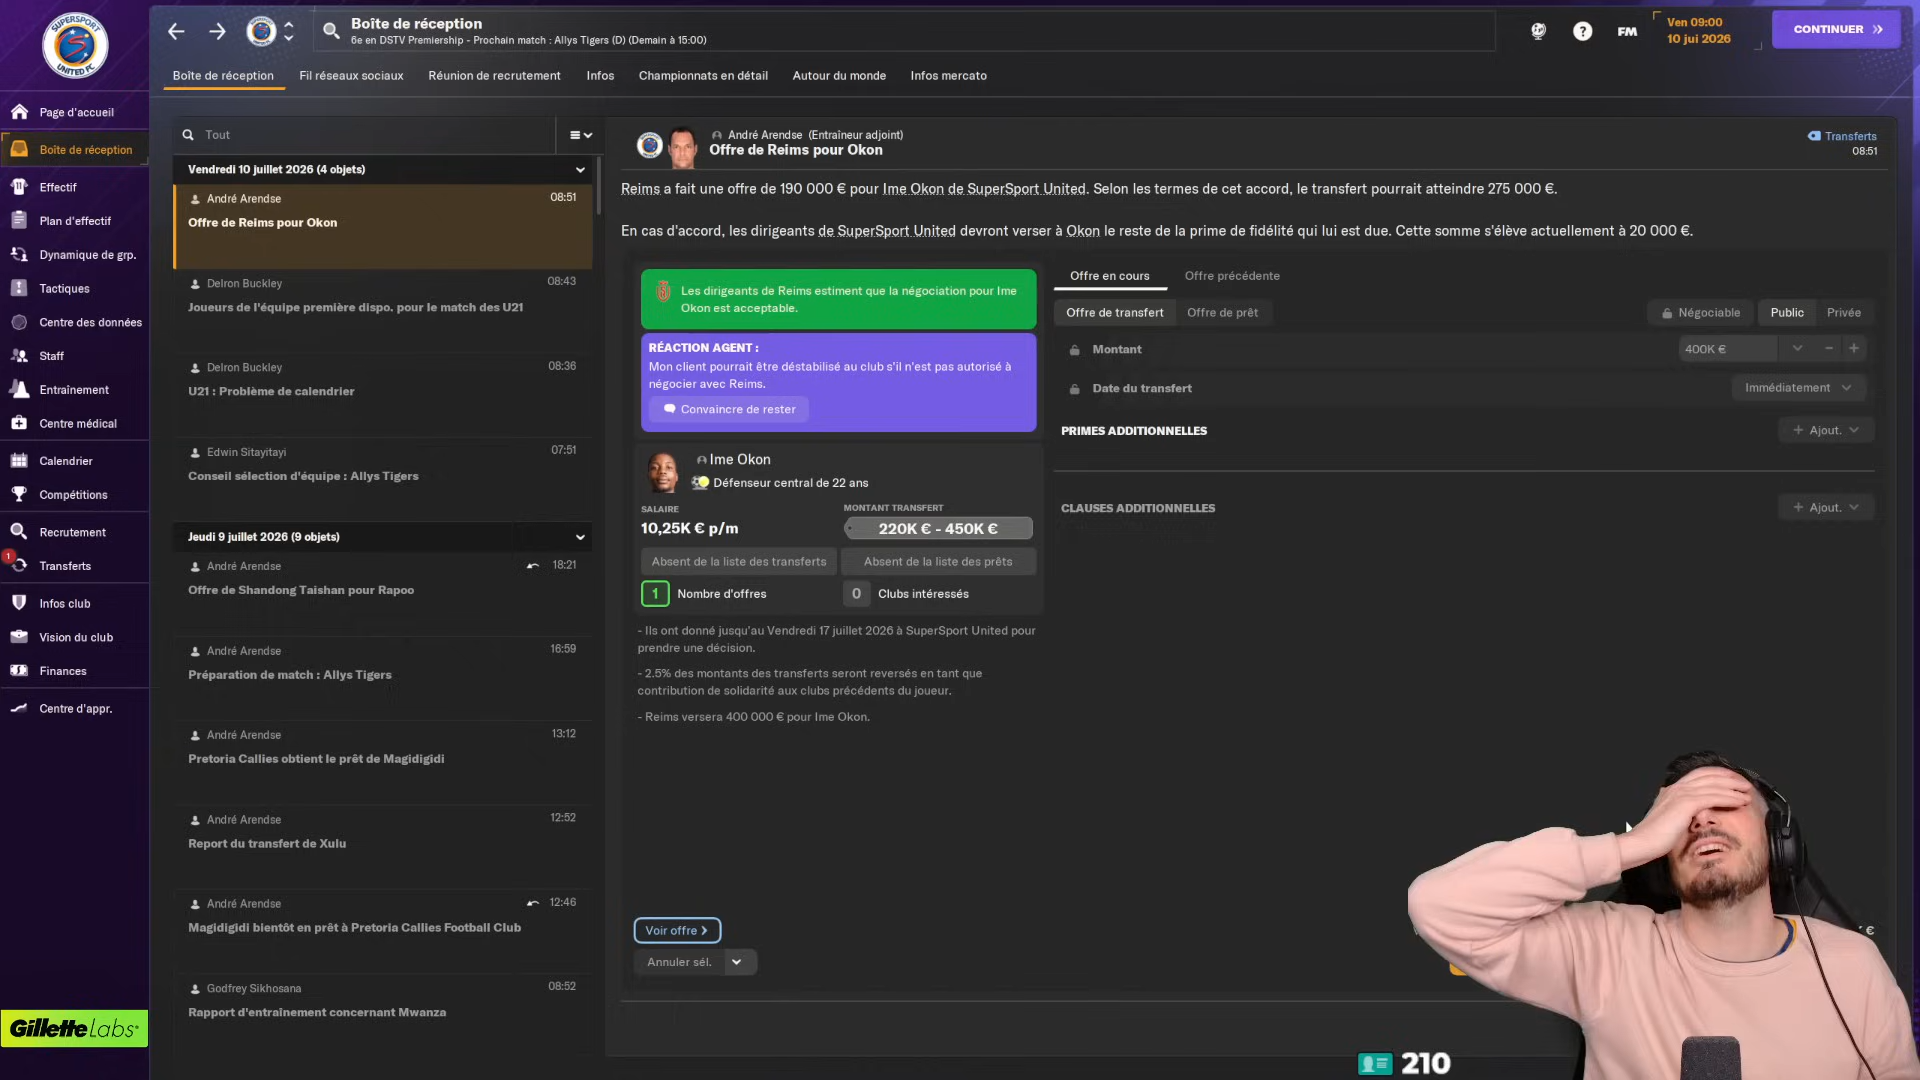 SUPERSPORT
UNITED FC
Boîte de réception
6e en DSTV Premiership - Prochain match : Allys Tigers (D) (Demain à 15:00)
FM
Ven 09:00
10 jui 2026
CONTINUER
Boîte de réception
Fil réseaux sociaux
Réunion de recrutement
Infos
Championnats en détail
Autour du monde
Infos mercato
Page d'accueil
Boîte de réception
Effectif
Plan d'effectif
Dynamique de grp.
Tactiques
Centre des données
Staff
Entraînement
Centre médical
Calendrier
Compétitions
Recrutement
1
Transferts
Infos club
Vision du club
Finances
Centre d'appr.
Gillette Labs
Tout
Vendredi 10 juillet 2026 (4 objets)
André Arendse
08:51
Offre de Reims pour Okon
Delron Buckley
08:43
Joueurs de l'équipe première dispo. pour le match des U21
Delron Buckley
08:36
U21 : Problème de calendrier
Edwin Sitayitayi
07:51
Conseil sélection d'équipe : Allys Tigers
Jeudi 9 juillet 2026 (9 objets)
André Arendse
18:21
Offre de Shandong Taishan pour Rapoo
André Arendse
16:59
Préparation de match : Allys Tigers
André Arendse
13:12
Pretoria Callies obtient le prêt de Magidigidi
André Arendse
12:52
Report du transfert de Xulu
André Arendse
12:46
Magidigidi bientôt en prêt à Pretoria Callies Football Club
Godfrey Sikhosana
08:52
Rapport d'entraînement concernant Mwanza
André Arendse (Entraîneur adjoint)
Offre de Reims pour Okon
Transferts
08:51
Reims a fait une offre de 190 000 € pour Ime Okon de SuperSport United. Selon les termes de cet accord, le transfert pourrait atteindre 275 000 €.
En cas d'accord, les dirigeants de SuperSport United devront verser à Okon le reste de la prime de fidélité qui lui est due. Cette somme s'élève actuellement à 20 000 €.
Les dirigeants de Reims estiment que la négociation pour Ime
Okon est acceptable.
RÉACTION AGENT :
Mon client pourrait être déstabilisé au club s'il n'est pas autorisé à
négocier avec Reims.
Convaincre de rester
Ime Okon
Défenseur central de 22 ans
SALAIRE
10,25K € p/m
MONTANT TRANSFERT
220K € - 450K €
Absent de la liste des transferts
Absent de la liste des prêts
1
Nombre d'offres
0
Clubs intéressés
- Ils ont donné jusqu'au Vendredi 17 juillet 2026 à SuperSport United pour
prendre une décision.
- 2.5% des montants des transferts seront reversés en tant que
contribution de solidarité aux clubs précédents du joueur.
- Reims versera 400 000 € pour Ime Okon.
Offre en cours
Offre précédente
Offre de transfert
Offre de prêt
Négociable
Public
Privée
Montant
400K €
Date du transfert
Immédiatement
PRIMES ADDITIONNELLES
+ Ajout.
CLAUSES ADDITIONNELLES
+ Ajout.
Voir offre
Annuler sél.
€
210